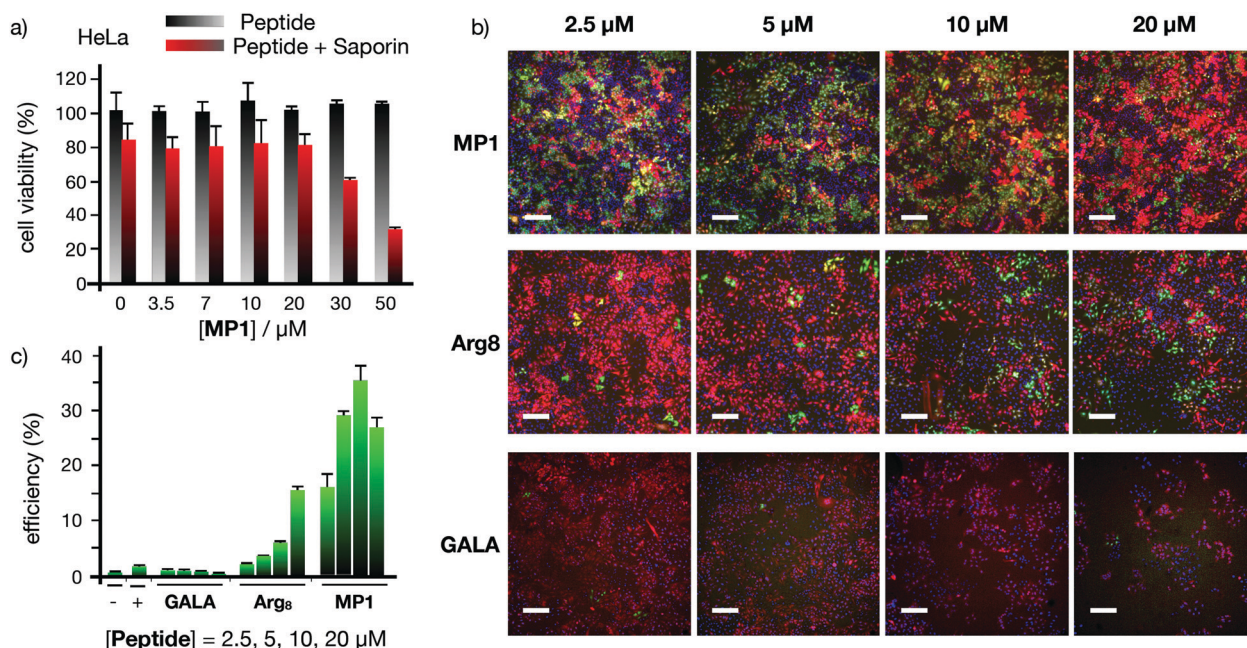 a)
HeLa
Peptide
Peptide + Saporin
cell viability (%)
120
100
80
60
40
20
0
0 3.5 7 10 20 30 50
[MP1] / µM
b)
2.5 µM 5 µM 10 µM 20 µM
MP1
Arg8
GALA
c)
efficiency (%)
40
30
20
10
0
- + GALA Arg₈ MP1
[Peptide] = 2.5, 5, 10, 20 µM